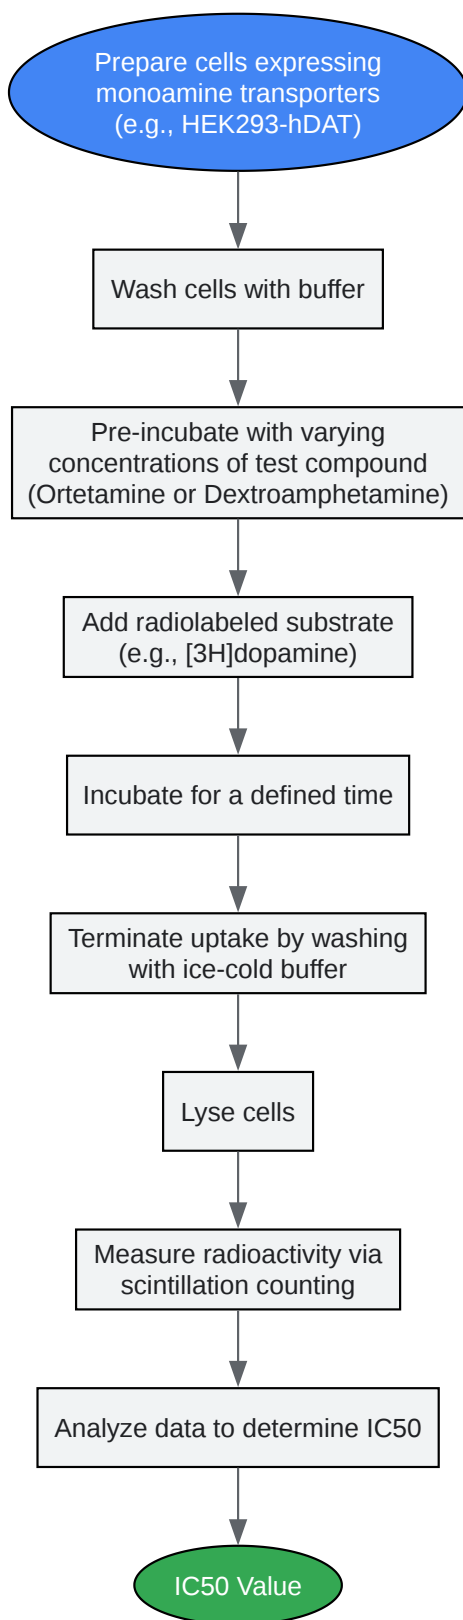 Prepare cells expressing
monoamine transporters
(e.g., HEK293-hDAT)
Wash cells with buffer
Pre-incubate with varying
concentrations of test compound
(Ortetamine or Dextroamphetamine)
Add radiolabeled substrate
(e.g., [3H]dopamine)
Incubate for a defined time
Terminate uptake by washing
with ice-cold buffer
Lyse cells
Measure radioactivity via
scintillation counting
Analyze data to determine IC50
IC50 Value